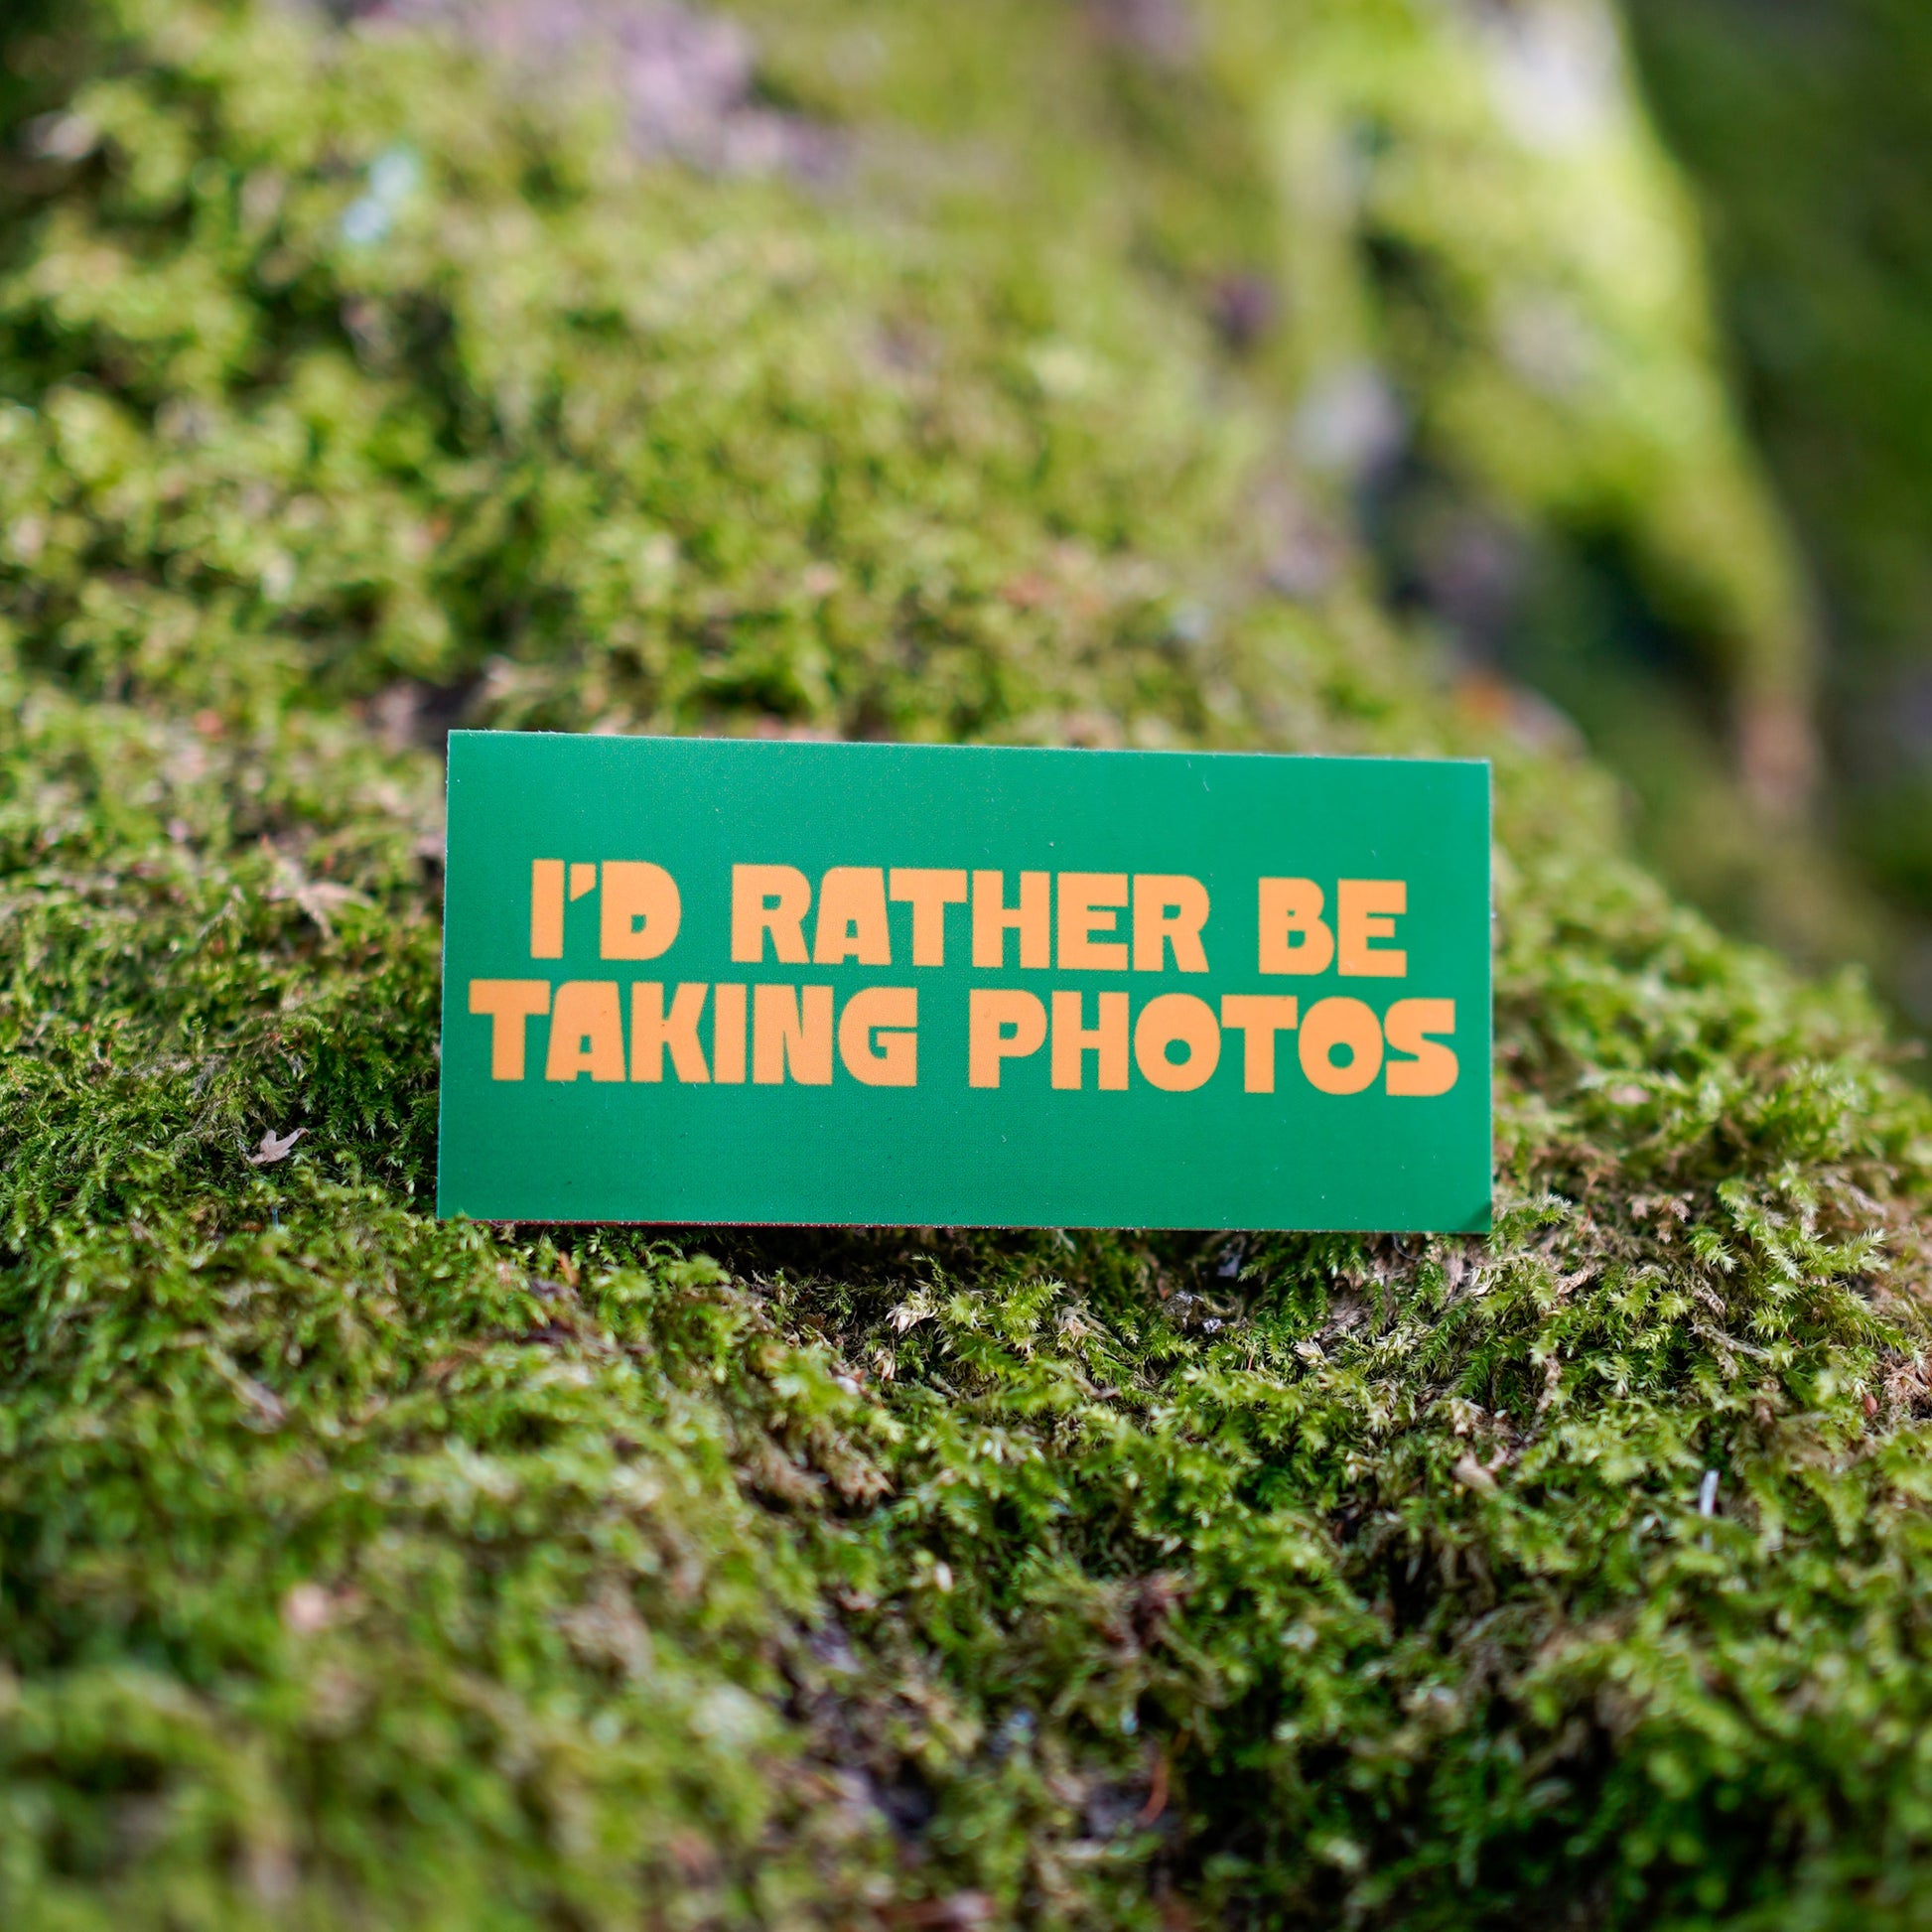 I'D RATHER BE
TAKING PHOTOS